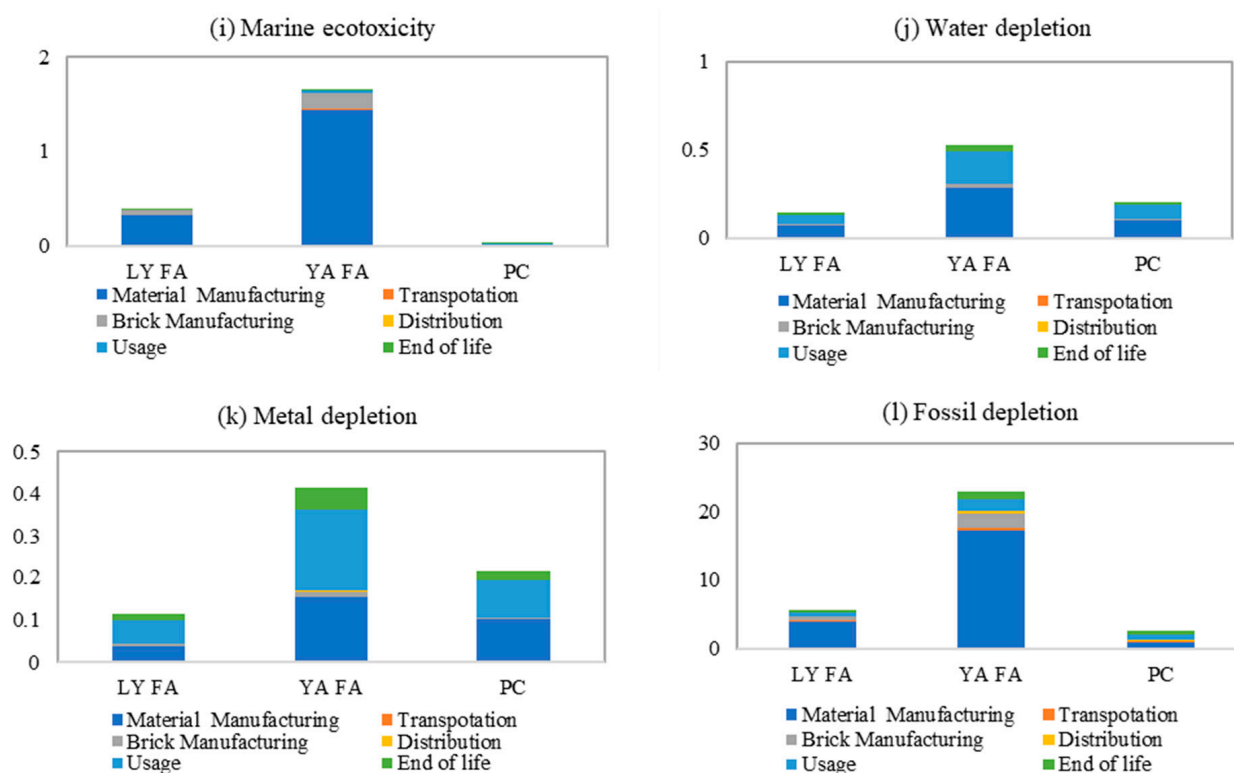 (i) Marine ecotoxicity
2
1
0
LY FA YA FA PC
Material Manufacturing Transpotation
Brick Manufacturing Distribution
Usage End of life
(j) Water depletion
1
0.5
0
LY FA YA FA PC
Material Manufacturing Transpotation
Brick Manufacturing Distribution
Usage End of life
(k) Metal depletion
0.5
0.4
0.3
0.2
0.1
0
LY FA YA FA PC
Material Manufacturing Transpotation
Brick Manufacturing Distribution
Usage End of life
(l) Fossil depletion
30
20
10
0
LY FA YA FA PC
Material Manufacturing Transpotation
Brick Manufacturing Distribution
Usage End of life